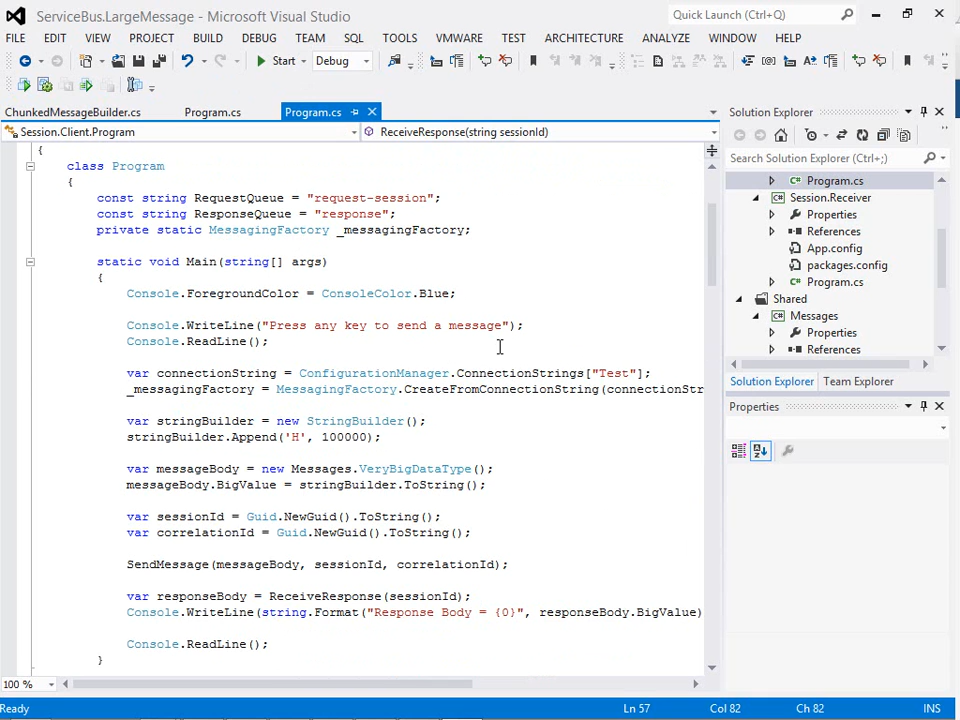 ServiceBus.LargeMessage - Microsoft Visual Studio
Quick Launch (Ctrl+Q)
FILE EDIT VIEW PROJECT BUILD DEBUG TEAM SQL TOOLS VMWARE TEST ARCHITECTURE ANALYZE WINDOW HELP
Start Debug
ChunkedMessageBuilder.cs Program.cs Program.cs
Session.Client.Program ReceiveResponse(string sessionId)
{
class Program
{
const string RequestQueue = "request-session";
const string ResponseQueue = "response";
private static MessagingFactory _messagingFactory;
static void Main(string[] args)
{
Console.ForegroundColor = ConsoleColor.Blue;
Console.WriteLine("Press any key to send a message");
Console.ReadLine();
var connectionString = ConfigurationManager.ConnectionStrings["Test"];
_messagingFactory = MessagingFactory.CreateFromConnectionString(connectionStr
var stringBuilder = new StringBuilder();
stringBuilder.Append('H', 100000);
var messageBody = new Messages.VeryBigDataType();
messageBody.BigValue = stringBuilder.ToString();
var sessionId = Guid.NewGuid().ToString();
var correlationId = Guid.NewGuid().ToString();
SendMessage(messageBody, sessionId, correlationId);
var responseBody = ReceiveResponse(sessionId);
Console.WriteLine(string.Format("Response Body = {0}", responseBody.BigValue)
Console.ReadLine();
}
100 %
Solution Explorer
Search Solution Explorer (Ctrl+;)
Program.cs
Session.Receiver
Properties
References
App.config
packages.config
Program.cs
Shared
Messages
Properties
References
Solution Explorer Team Explorer
Properties
Ready Ln 57 Col 82 Ch 82 INS